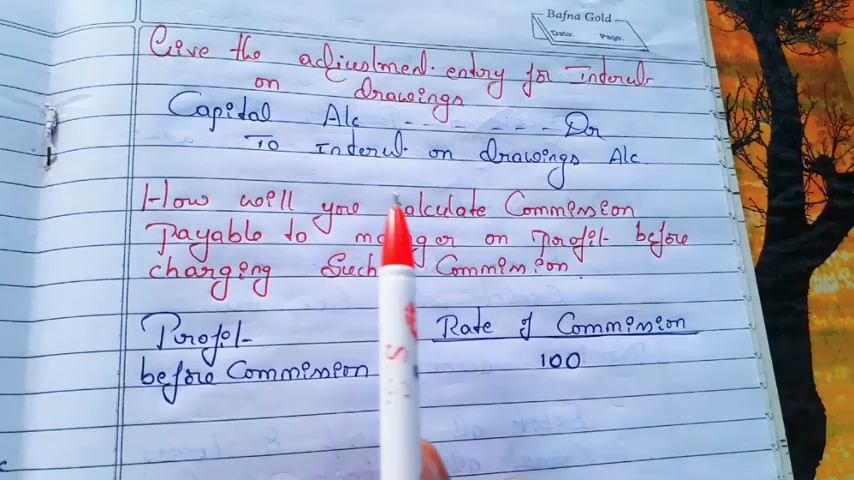 Bafna Gold
Date: Page:
Give the adjustment entry for Interest
on drawings
Capital A/c - - - - - - - Dr
To Interest on drawings A/c.
How will you calculate Commission
Payable to manager on Profit before
charging Such Commission.
Profit Rate of Commission
before Commission 100